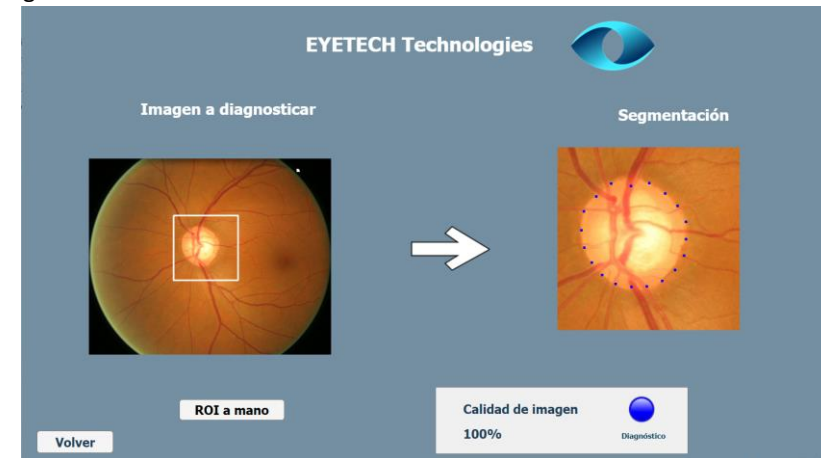 EYETECH Technologies
Imagen a diagnosticar
Segmentación
ROI a mano
Calidad de imagen
100%
Diagnóstico
Volver